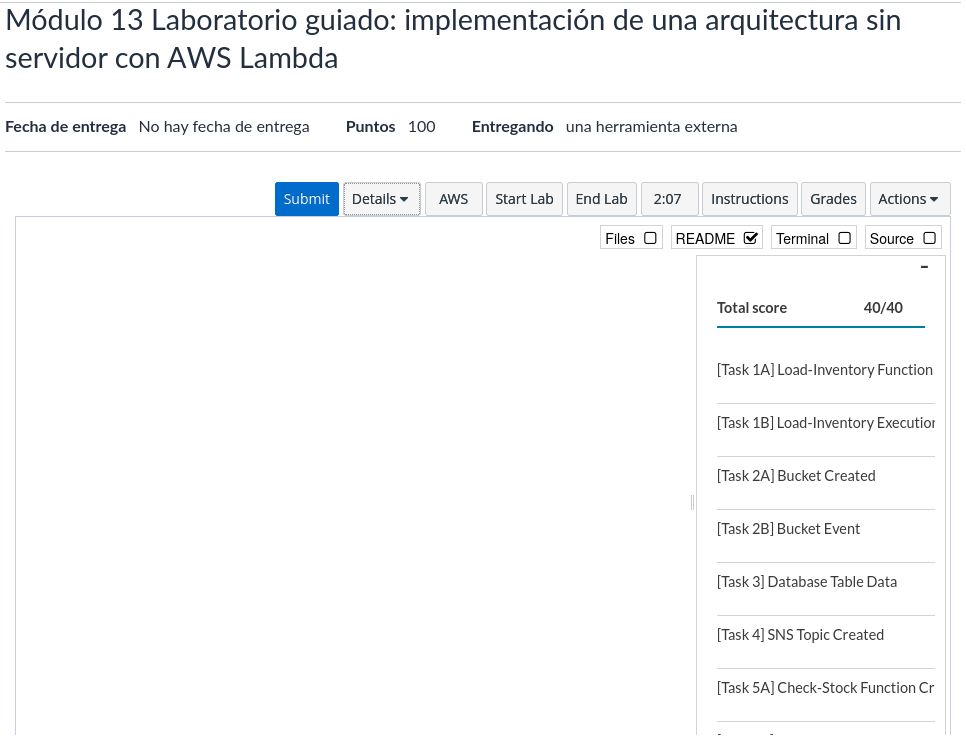 Módulo 13 Laboratorio guiado: implementación de una arquitectura sin
servidor con AWS Lambda
Fecha de entrega No hay fecha de entrega Puntos 100 Entregando una herramienta externa
Submit Details AWS Start Lab End Lab 2:07 Instructions Grades Actions
Files README Terminal Source
Total score 40/40
[Task 1A] Load-Inventory Function
[Task 1B] Load-Inventory Execution
[Task 2A] Bucket Created
[Task 2B] Bucket Event
[Task 3] Database Table Data
[Task 4] SNS Topic Created
[Task 5A] Check-Stock Function Cr